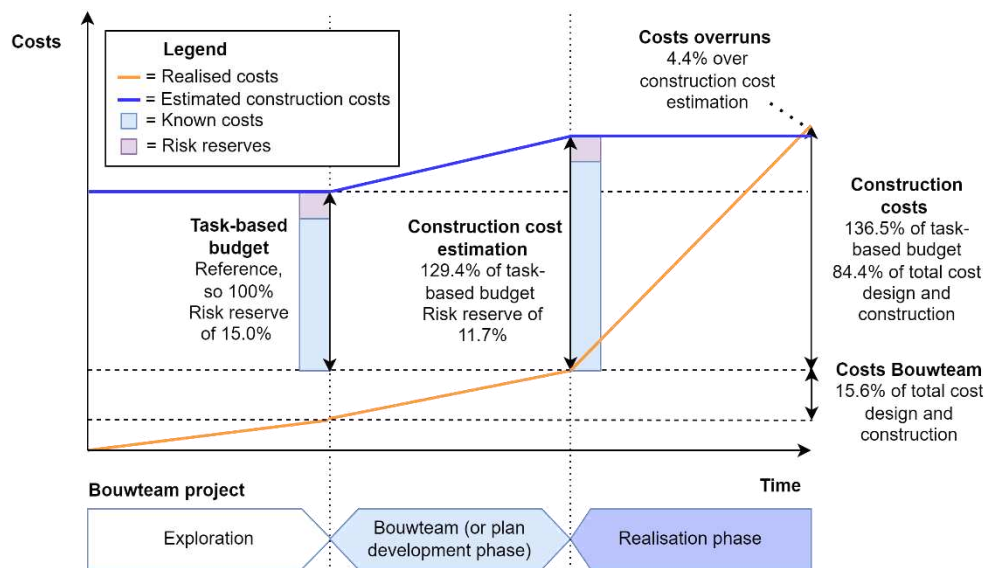 Costs
Legend
= Realised costs
= Estimated construction costs
= Known costs
= Risk reserves
Costs overruns
4.4% over
construction cost
estimation
Task-based
budget
Reference,
so 100%
Risk reserve
of 15.0%
Construction cost
estimation
129.4% of task-
based budget
Risk reserve of
11.7%
Construction
costs
136.5% of task-
based budget
84.4% of total cost
design and
construction
Costs Bouwteam
15.6% of total cost
design and
construction
Bouwteam project
Time
Exploration
Bouwteam (or plan
development phase)
Realisation phase